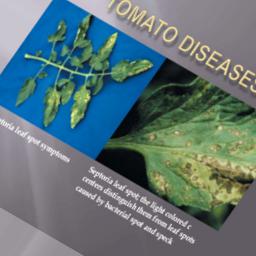 TOMATO DISEASES
leaf spot symptoms
Septoria leaf spot; the light colored c
centers distinguish them from leaf spots
caused by bacterial spot and speck